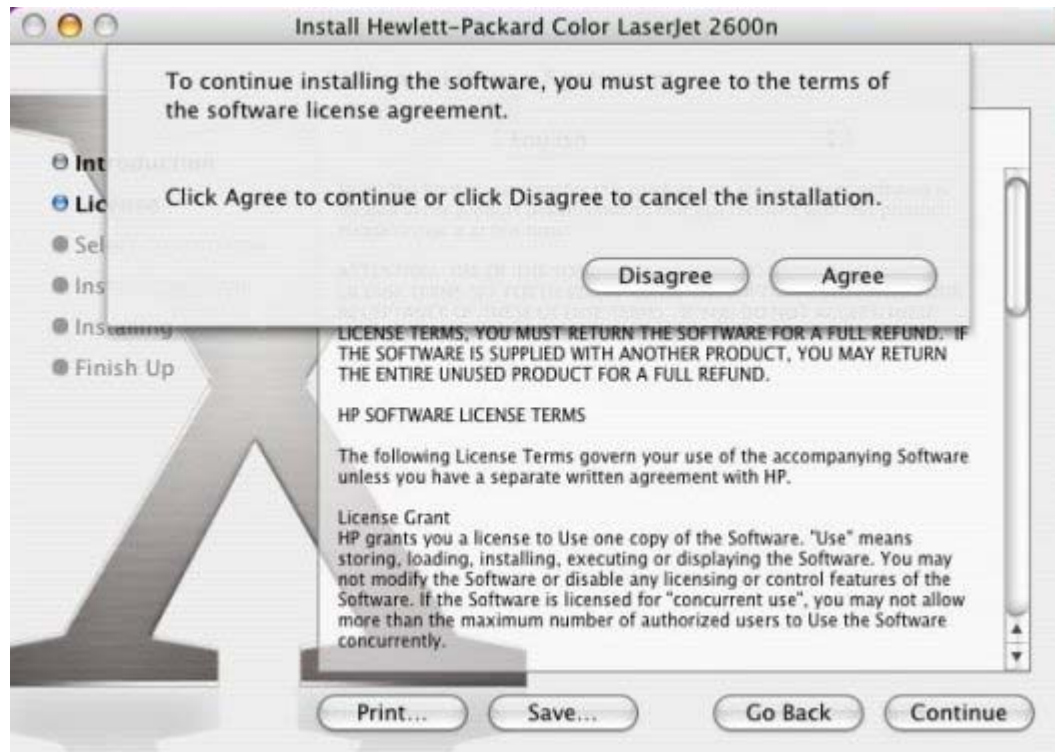 Install Hewlett-Packard Color LaserJet 2600n
To continue installing the software, you must agree to the terms of
the software license agreement.
English
Click Agree to continue or click Disagree to cancel the installation.
Disagree
Agree
Introduction
License
Installing
Finish Up
LICENSE TERMS, YOU MUST RETURN THE SOFTWARE FOR A FULL REFUND. IF
THE SOFTWARE IS SUPPLIED WITH ANOTHER PRODUCT, YOU MAY RETURN
THE ENTIRE UNUSED PRODUCT FOR A FULL REFUND.
HP SOFTWARE LICENSE TERMS
The following License Terms govern your use of the accompanying Software
unless you have a separate written agreement with HP.
License Grant
HP grants you a license to Use one copy of the Software. "Use" means
storing, loading, installing, executing or displaying the Software. You may
not modify the Software or disable any licensing or control features of the
Software. If the Software is licensed for "concurrent use", you may not allow
more than the maximum number of authorized users to Use the Software
concurrently.
Print...
Save...
Go Back
Continue